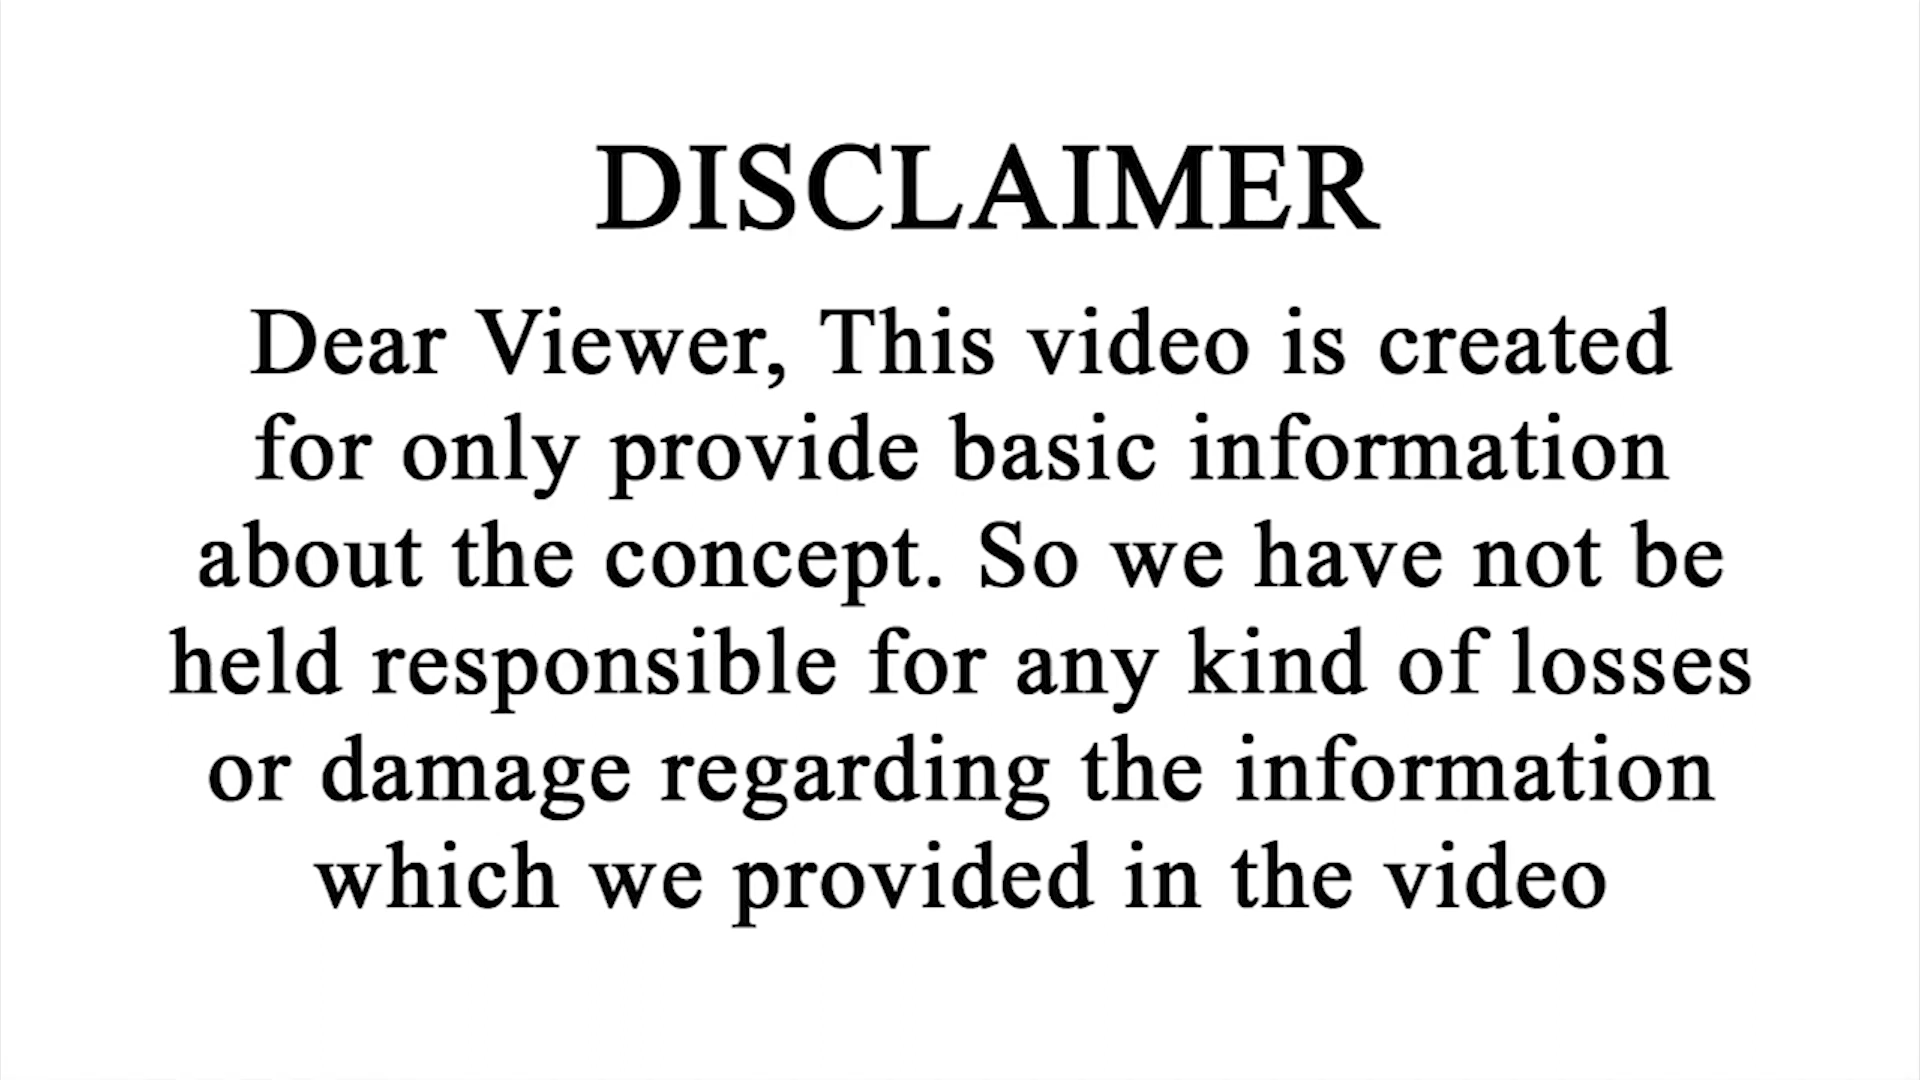 DISCLAIMER
Dear Viewer, This video is created
for only provide basic information
about the concept. So we have not be
held responsible for any kind of losses
or damage regarding the information
which we provided in the video